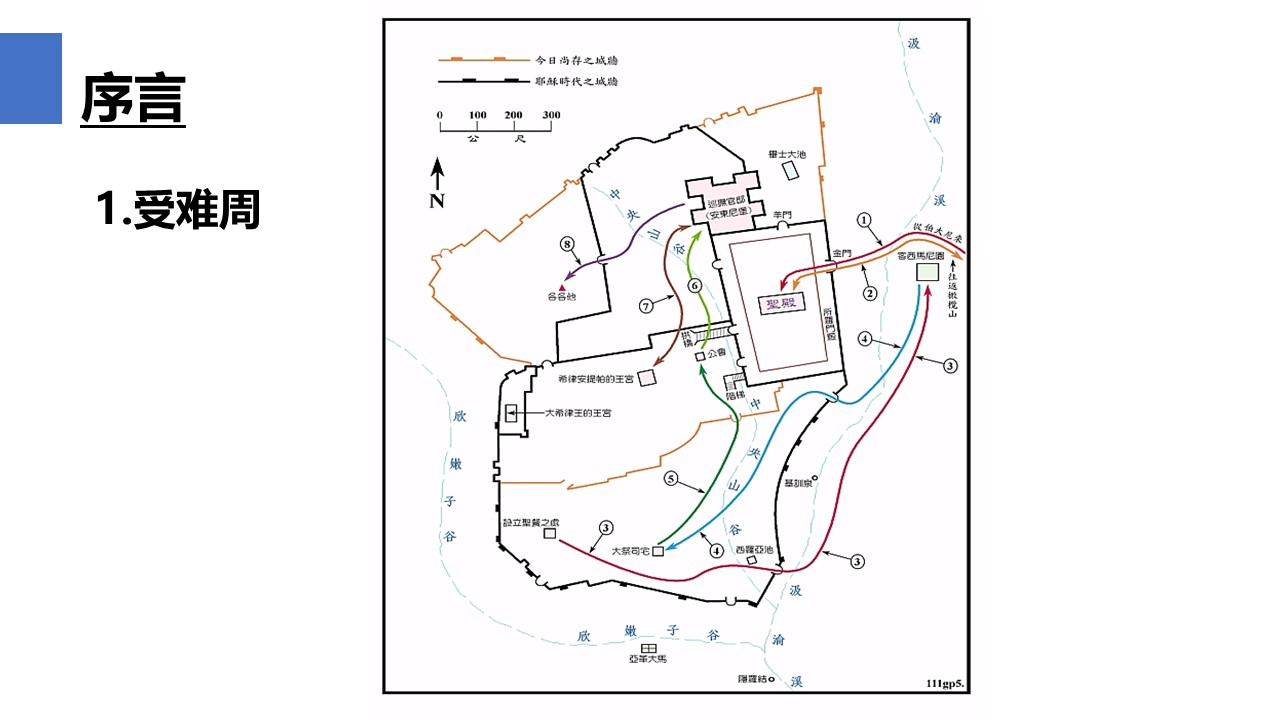 序言
1.受难周
今日尚存之城牆
耶穌時代之城牆
0 100 200 300
公 尺
N
汲
淪
溪
畢士大池
中
央
山
谷
巡撫官邸
(安東尼堡)
羊門
①
從伯大尼來
⑧
金門
客西馬尼園
②
往返橄欖山
各各他
⑥
⑦
聖殿
所羅門廊
拱橋
④
③
公會
希律安提帕的王宮
階梯
大希律王的王宮
中
央
山
谷
欣
嫩
子
谷
⑤
基訓泉
設立聖餐之處
③
大祭司宅
④
西羅亞池
③
汲
淪
溪
欣 嫩 子 谷
亞革大馬
隱羅結
111gp5.